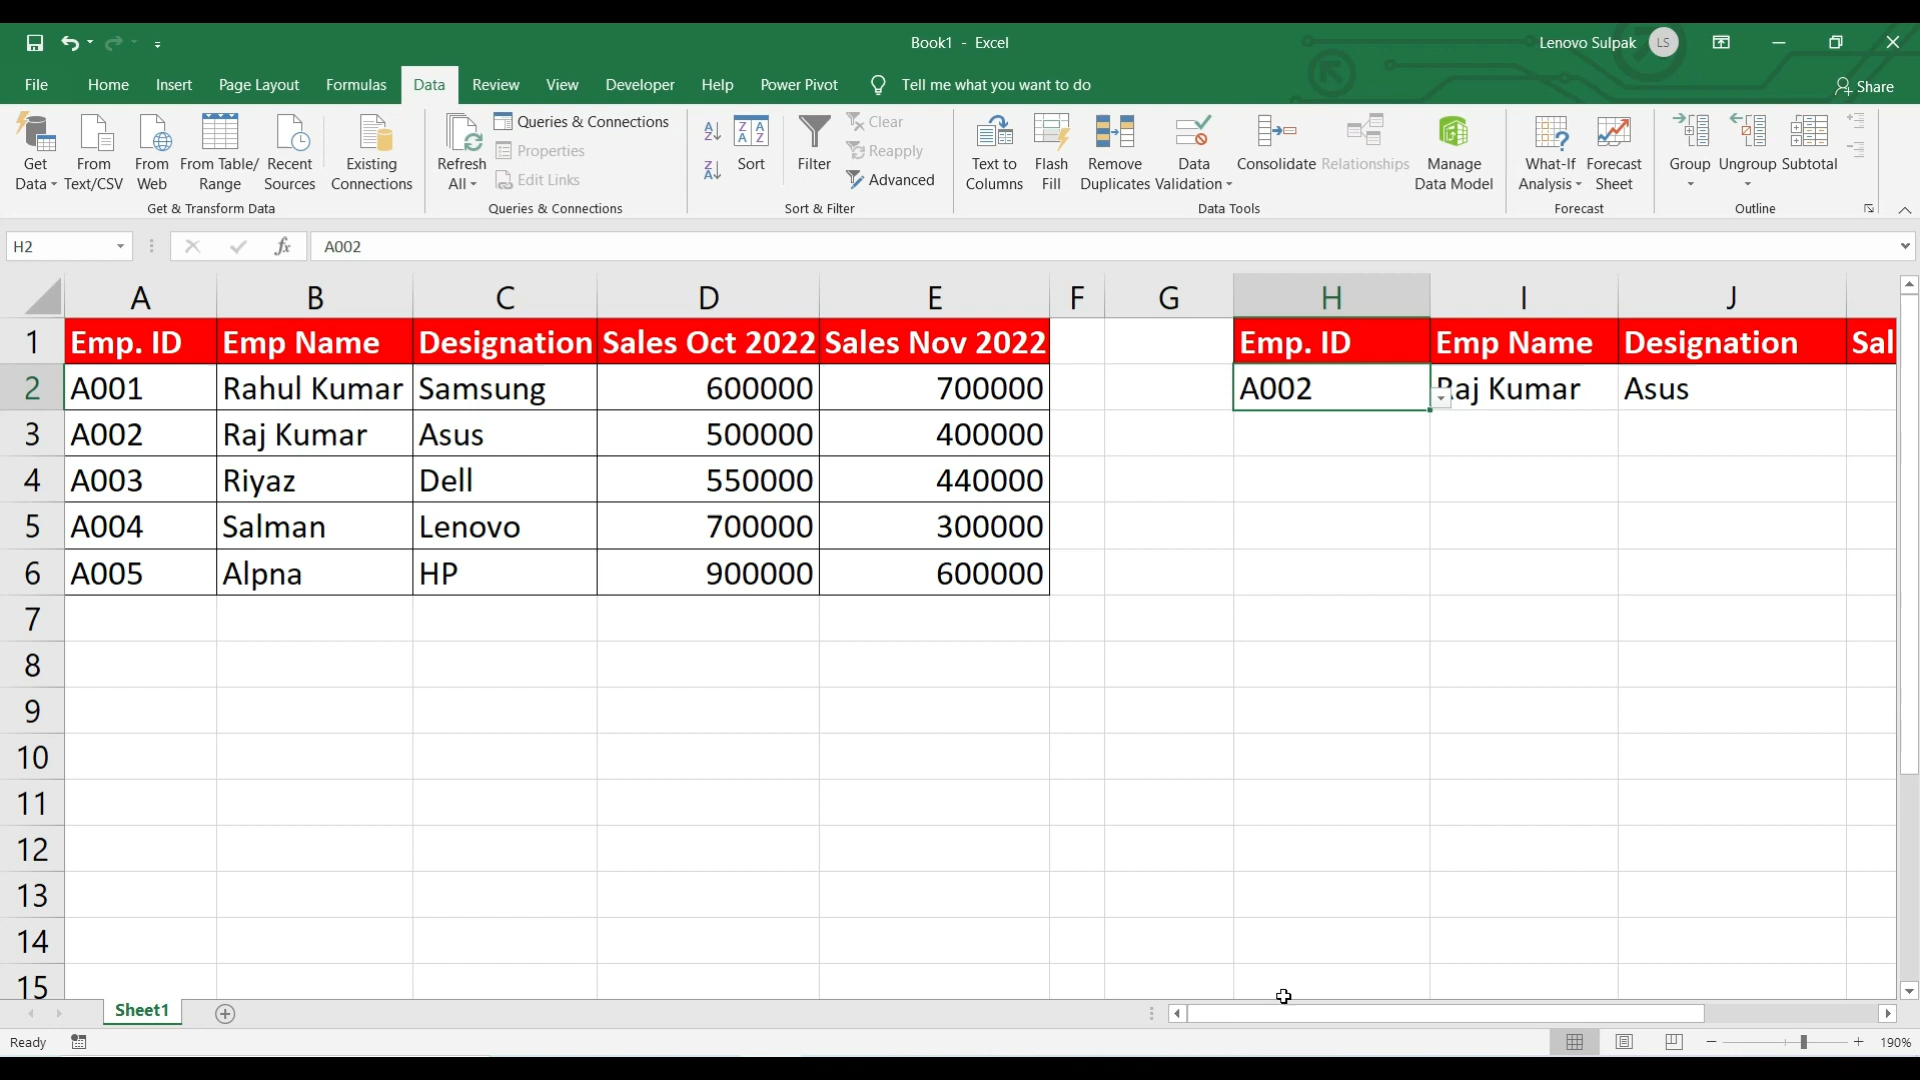 Book1 - Excel
Lenovo Sulpak LS
File Home Insert Page Layout Formulas Data Review View Developer Help Power Pivot Tell me what you want to do Share
Get Data
From Text/CSV
From Web
From Table/ Range
Recent Sources
Existing Connections
Get & Transform Data
Refresh All
Queries & Connections
Properties
Edit Links
Queries & Connections
Sort
Filter
Clear
Reapply
Advanced
Sort & Filter
Text to Columns
Flash Fill
Remove Duplicates
Data Validation
Consolidate
Relationships
Manage Data Model
Data Tools
What-If Analysis
Forecast Sheet
Forecast
Group
Ungroup
Subtotal
Outline
H2 fx A002
A B C D E F G H I J
1 Emp. ID Emp Name Designation Sales Oct 2022 Sales Nov 2022 Emp. ID Emp Name Designation Sal
2 A001 Rahul Kumar Samsung 600000 700000 A002 Raj Kumar Asus
3 A002 Raj Kumar Asus 500000 400000
4 A003 Riyaz Dell 550000 440000
5 A004 Salman Lenovo 700000 300000
6 A005 Alpna HP 900000 600000
7
8
9
10
11
12
13
14
15
Sheet1
Ready 190%